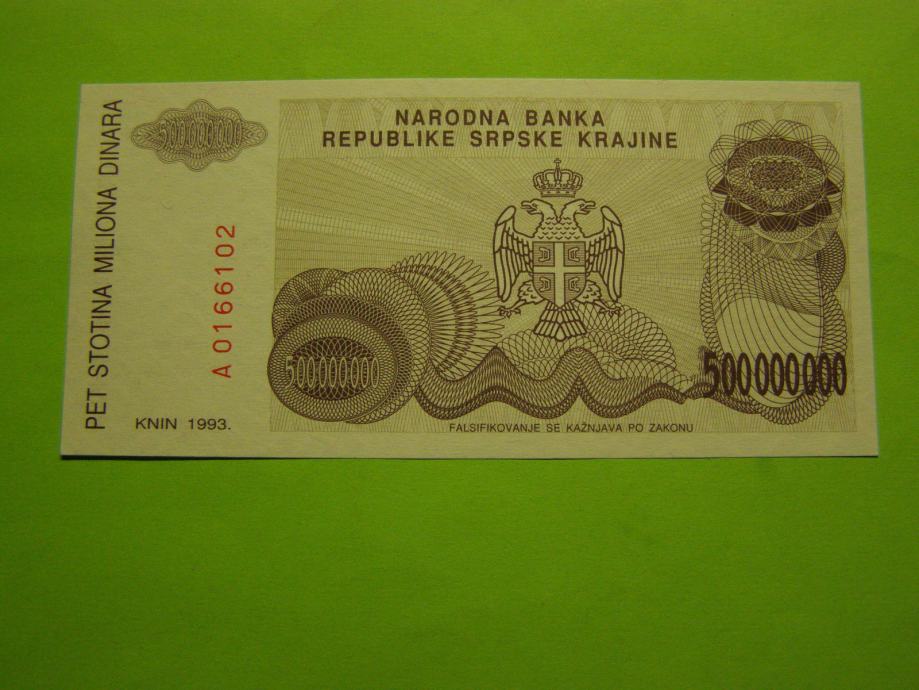 PET STOTINA MILIONA DINARA
500000000
A 0166102
KNIN 1993.
NARODNA BANKA
REPUBLIKE SRPSKE KRAJINE
500000000
500000000
FALSIFIKOVANJE SE KAŽNJAVA PO ZAKONU